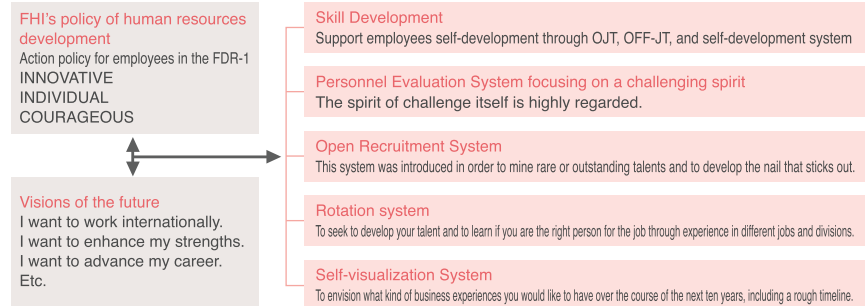 FHI's policy of human resources
development
Action policy for employees in the FDR-1
INNOVATIVE
INDIVIDUAL
COURAGEOUS
Visions of the future
I want to work internationally.
I want to enhance my strengths.
I want to advance my career.
Etc.
Skill Development
Support employees self-development through OJT, OFF-JT, and self-development system
Personnel Evaluation System focusing on a challenging spirit
The spirit of challenge itself is highly regarded.
Open Recruitment System
This system was introduced in order to mine rare or outstanding talents and to develop the nail that sticks out.
Rotation system
To seek to develop your talent and to learn if you are the right person for the job through experience in different jobs and divisions.
Self-visualization System
To envision what kind of business experiences you would like to have over the course of the next ten years, including a rough timeline.